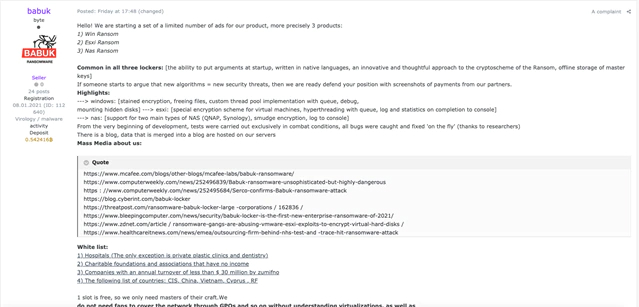 babuk
Posted: Friday at 17:48 (changed)
A complaint
byte
Hello! We are starting a set of a limited number of ads for our product, more precisely 3 products:
1) Win Ransom
2) Esxi Ransom
3) Nas Ransom
BABUK
RANSOMWARE
Common in all three lockers: [the ability to put arguments at startup, written in native languages, an innovative and thoughtful approach to the cryptoscheme of the Ransom, offline storage of master
keys]
If someone starts to argue that new algorithms = new security threats, then we are ready defend your position with screenshots of payments from our partners.
Highlights:
---> windows: [stained encryption, freeing files, custom thread pool implementation with queue, debug,
mounting hidden disks] ---> esxi: [special encryption scheme for virtual machines, hyperthreading with queue, log and statistics on completion to console]
---> nas: [support for two main types of NAS (QNAP, Synology), smudge encryption, log to console]
From the very beginning of development, tests were carried out exclusively in combat conditions, all bugs were caught and fixed 'on the fly' (thanks to researchers)
There is a blog, data that is merged into a blog are hosted on our servers
Mass Media about us:
Seller
24 posts
Registration
08.01.2021 (ID: 112
640)
Virology / malware
activity
Deposit
0.542416₿
Quote
https://www.mcafee.com/blogs/other-blogs/mcafee-labs/babuk-ransomware/
https://www.computerweekly.com/news/252496839/Babuk-ransomware-unsophisticated-but-highly-dangerous
https : //www.computerweekly.com/news/252495684/Serco-confirms-Babuk-ransomware-attack
https://blog.cyberint.com/babuk-locker
https://threatpost.com/ransomware-babuk-locker-large -corporations / 162836 /
https://www.bleepingcomputer.com/news/security/babuk-locker-is-the-first-new-enterprise-ransomware-of-2021/
https://www.zdnet.com/article / ransomware-gangs-are-abusing-vmware-esxi-exploits-to-encrypt-virtual-hard-disks /
https://www.healthcareitnews.com/news/emea/outsourcing-firm-behind-nhs-test-and -trace-hit-ransomware-attack
White list:
1) Hospitals (The only exception is private plastic clinics and dentistry)
2) Charitable foundations and associations that have no income
3) Companies with an annual turnover of less than $ 30 million by zumifno
4) The following list of countries: CIS, China, Vietnam, Cyprus , RF
1 slot is free, so we only need masters of their craft.We
do not need fans to cover the network through GPOs and so on without understanding virtualizations, as well as